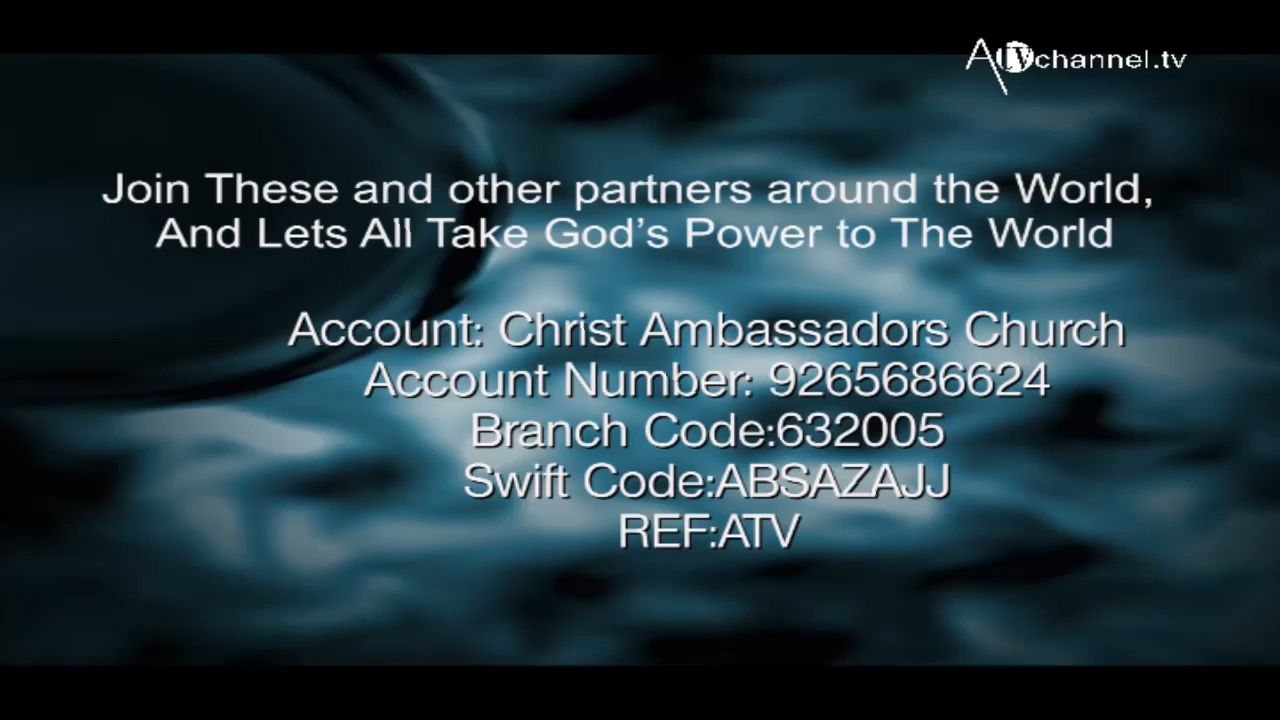 ATVchannel.tv
Join These and other partners around the World,
And Lets All Take God's Power to The World
Account: Christ Ambassadors Church
Account Number: 9265686624
Branch Code:632005
Swift Code:ABSAZAJJ
REF:ATV